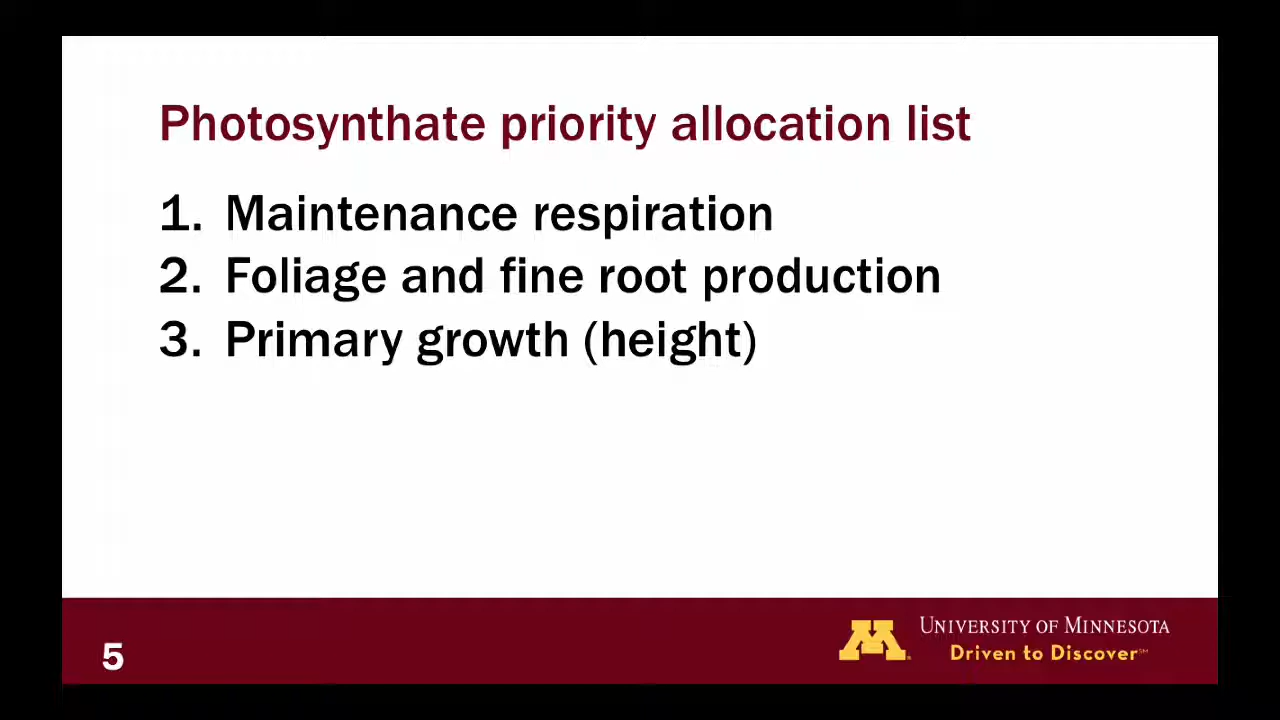 Photosynthate priority allocation list
1. Maintenance respiration
2. Foliage and fine root production
3. Primary growth (height)
5
UNIVERSITY OF MINNESOTA
Driven to Discover℠